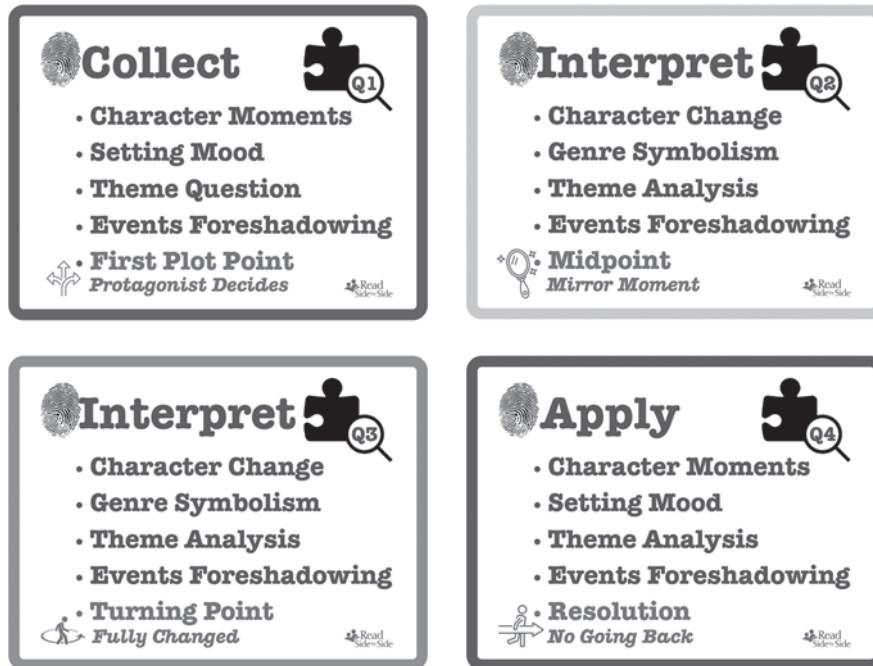 Collect
Q1
• Character Moments
• Setting Mood
• Theme Question
• Events Foreshadowing
• First Plot Point
Protagonist Decides
Read
Side by Side
Interpret
Q2
• Character Change
• Genre Symbolism
• Theme Analysis
• Events Foreshadowing
• Midpoint
Mirror Moment
Read
Side by Side
Interpret
Q3
• Character Change
• Genre Symbolism
• Theme Analysis
• Events Foreshadowing
• Turning Point
Fully Changed
Read
Side by Side
Apply
Q4
• Character Moments
• Setting Mood
• Theme Analysis
• Events Foreshadowing
• Resolution
No Going Back
Read
Side by Side